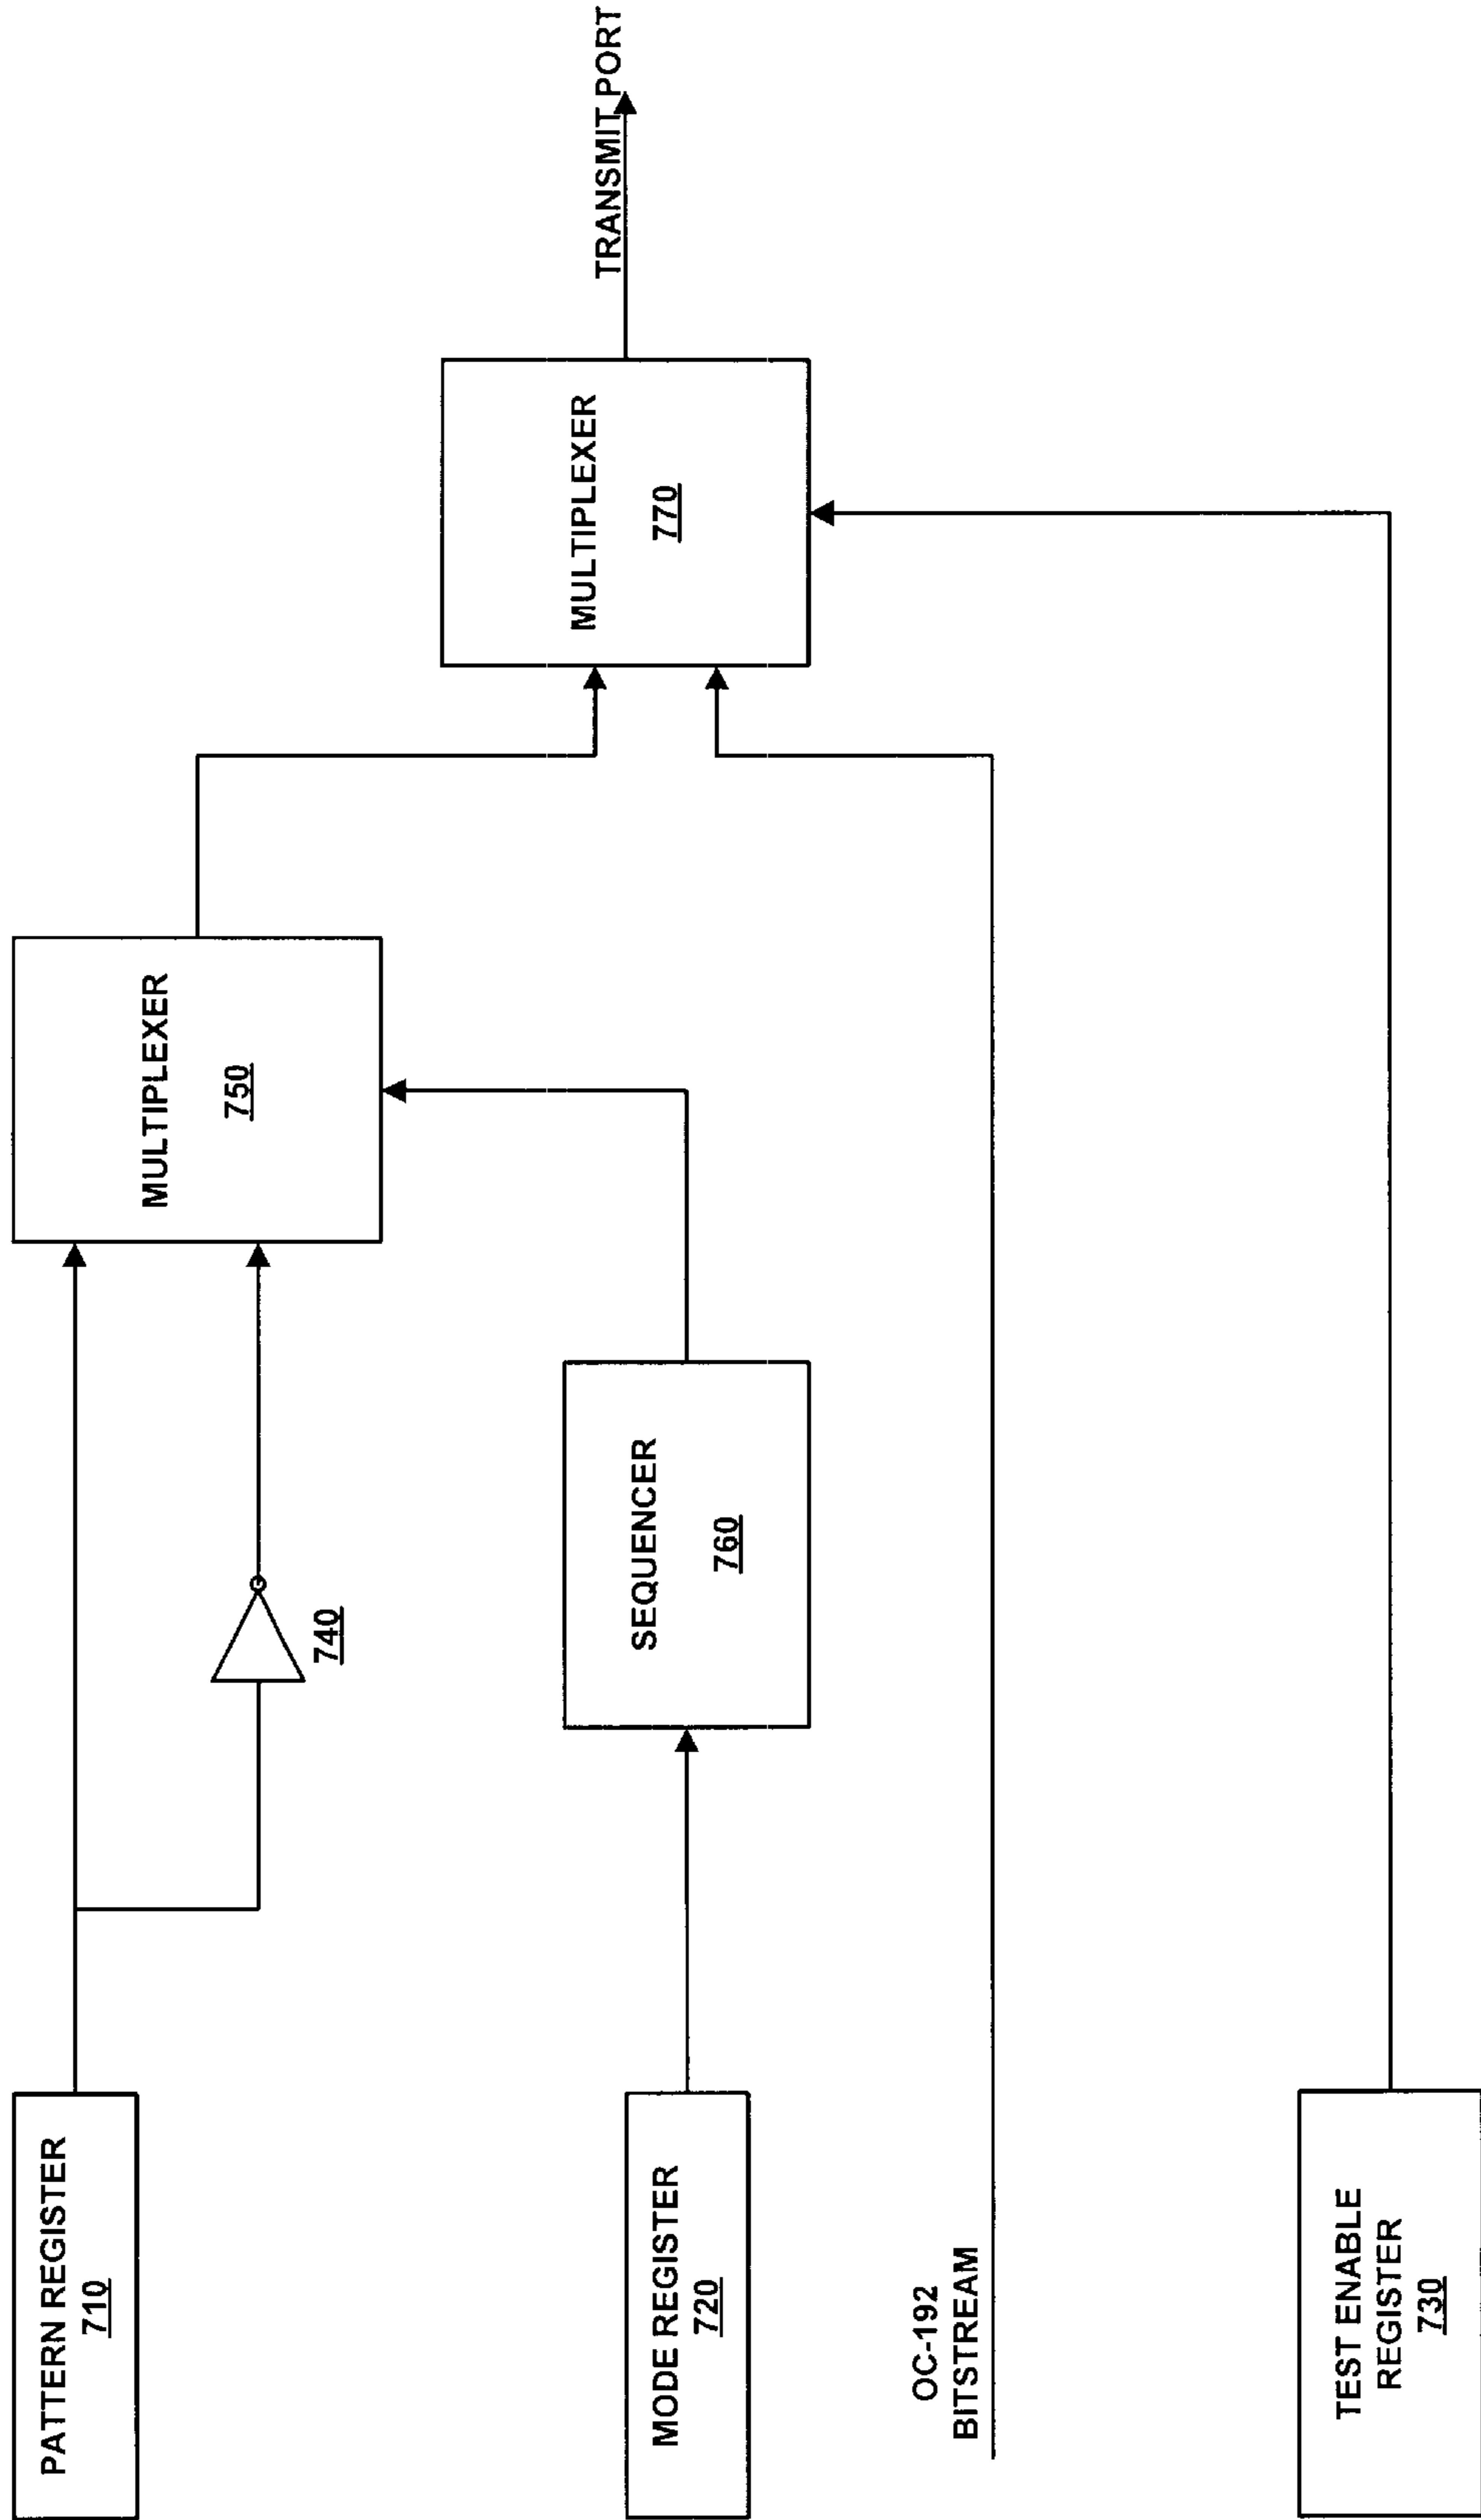 PATTERN REGISTER
710
MULTIPLEXER
750
740
MODE REGISTER
720
SEQUENCER
760
MULTIPLEXER
770
TRANSMIT PORT
OC-192
BITSTREAM
TEST ENABLE
REGISTER
730